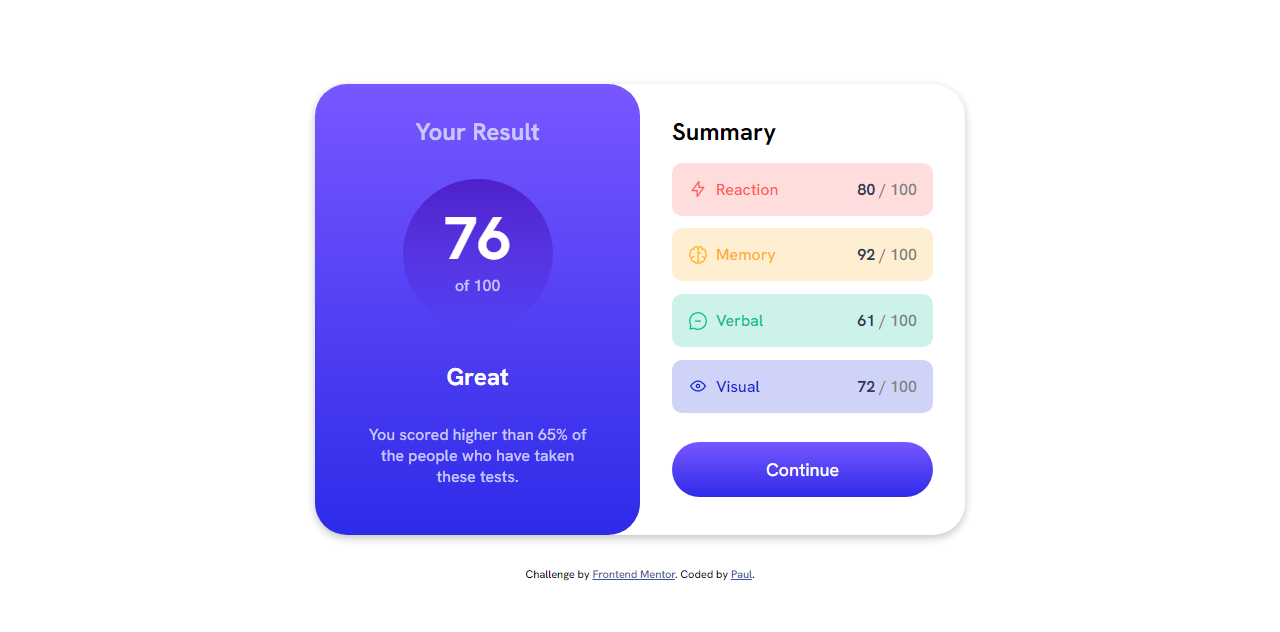 Your Result
76
of 100
Great
You scored higher than 65% of
the people who have taken
these tests.
Summary
Reaction 80 / 100
Memory 92 / 100
Verbal 61 / 100
Visual 72 / 100
Continue
Challenge by Frontend Mentor. Coded by Paul.